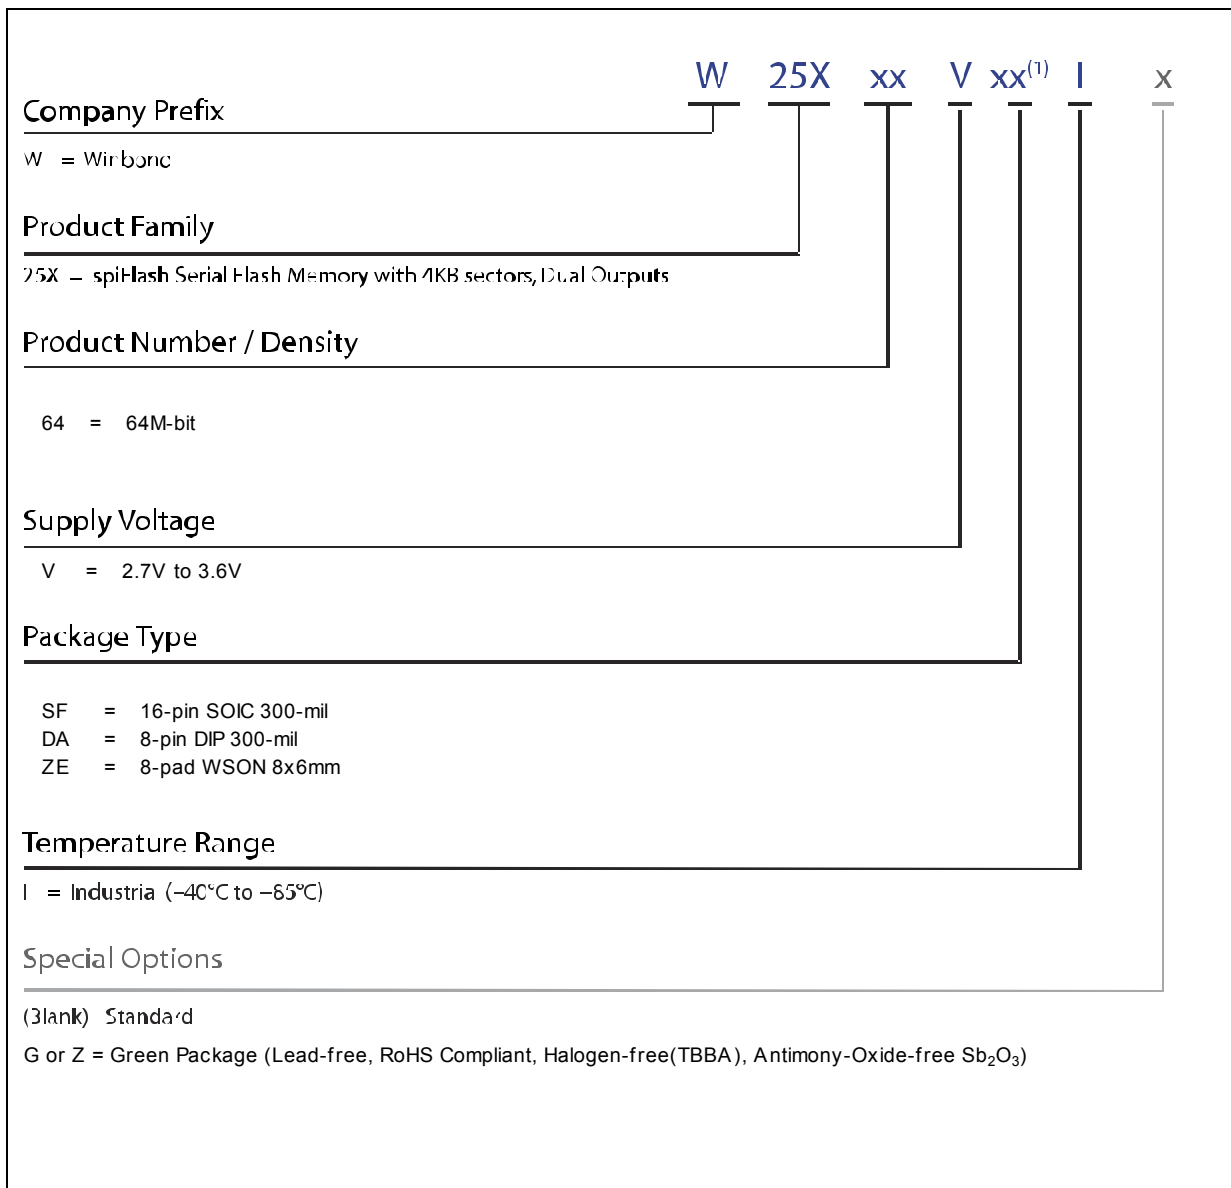 W 25X xx V xx(1) I x
Company Prefix
W = Winbond
Product Family
25X = spiFlash Serial Flash Memory with 4KB sectors, Dual Outputs
Product Number / Density
64 = 64M-bit
Supply Voltage
V = 2.7V to 3.6V
Package Type
SF = 16-pin SOIC 300-mil
DA = 8-pin DIP 300-mil
ZE = 8-pad WSON 8x6mm
Temperature Range
I = Industrial (–40°C to –85°C)
Special Options
(Blank) Standard
G or Z = Green Package (Lead-free, RoHS Compliant, Halogen-free(TBBA), Antimony-Oxide-free Sb₂O₃)